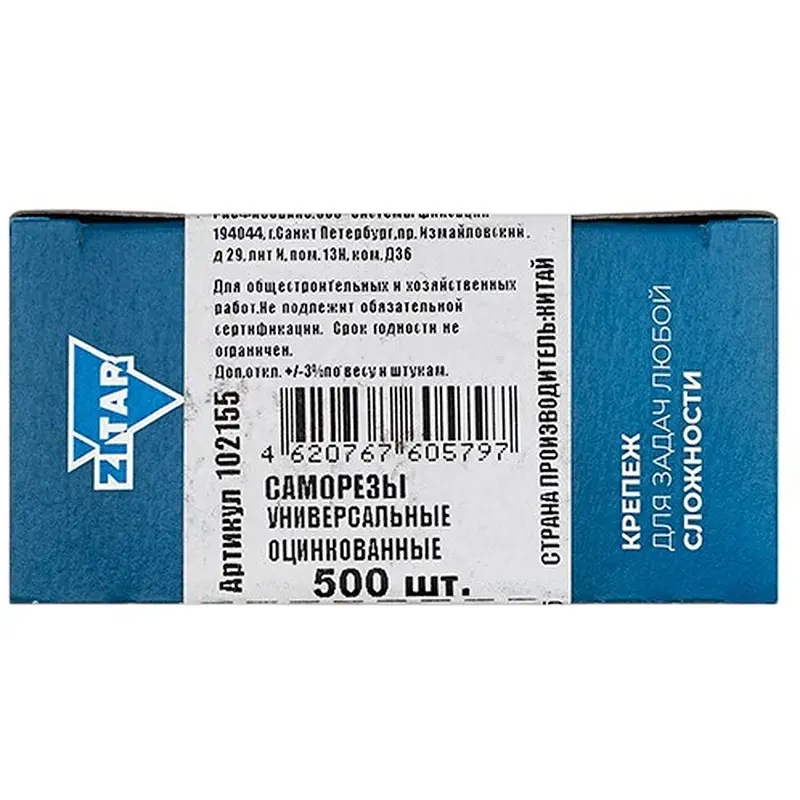 194044, г.Санкт Петербург,пр. Измайловский.
д 29, лит И, пом. 13Н, ком. Д36
Для общестроительных и хозяйственных
работ.Не подлежит обязательной
сертификации. Срок годности не
ограничен.
Доп.откл. +/-3%по весу и штукам.
4 620767 605797
САМОРЕЗЫ
УНИВЕРСАЛЬНЫЕ
ОЦИНКОВАННЫЕ
500 шт.
Артикул 102155
СТРАНА ПРОИЗВОДИТЕЛЬ:КИТАЙ
ZITAR
КРЕПЕЖ
ДЛЯ ЗАДАЧ ЛЮБОЙ
СЛОЖНОСТИ